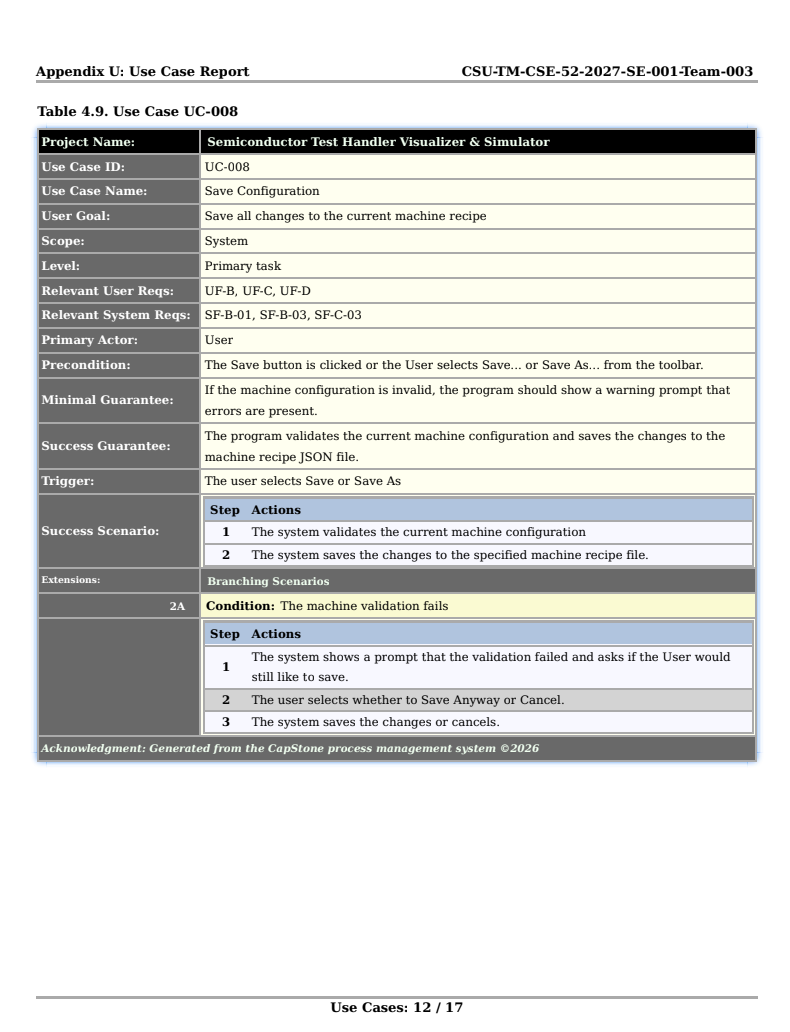 Appendix U: Use Case Report CSU-TM-CSE-52-2027-SE-001-Team-003
Table 4.9. Use Case UC-008
Project Name: Semiconductor Test Handler Visualizer & Simulator
Use Case ID: UC-008
Use Case Name: Save Configuration
User Goal: Save all changes to the current machine recipe
Scope: System
Level: Primary task
Relevant User Reqs: UF-B, UF-C, UF-D
Relevant System Reqs: SF-B-01, SF-B-03, SF-C-03
Primary Actor: User
Precondition: The Save button is clicked or the User selects Save... or Save As... from the toolbar.
Minimal Guarantee: If the machine configuration is invalid, the program should show a warning prompt that
errors are present.
Success Guarantee: The program validates the current machine configuration and saves the changes to the
machine recipe JSON file.
Trigger: The user selects Save or Save As
Success Scenario:
Step Actions
1 The system validates the current machine configuration
2 The system saves the changes to the specified machine recipe file.
Extensions: Branching Scenarios
2A Condition: The machine validation fails
Step Actions
1 The system shows a prompt that the validation failed and asks if the User would
still like to save.
2 The user selects whether to Save Anyway or Cancel.
3 The system saves the changes or cancels.
Acknowledgment: Generated from the CapStone process management system ©2026
Use Cases: 12 / 17